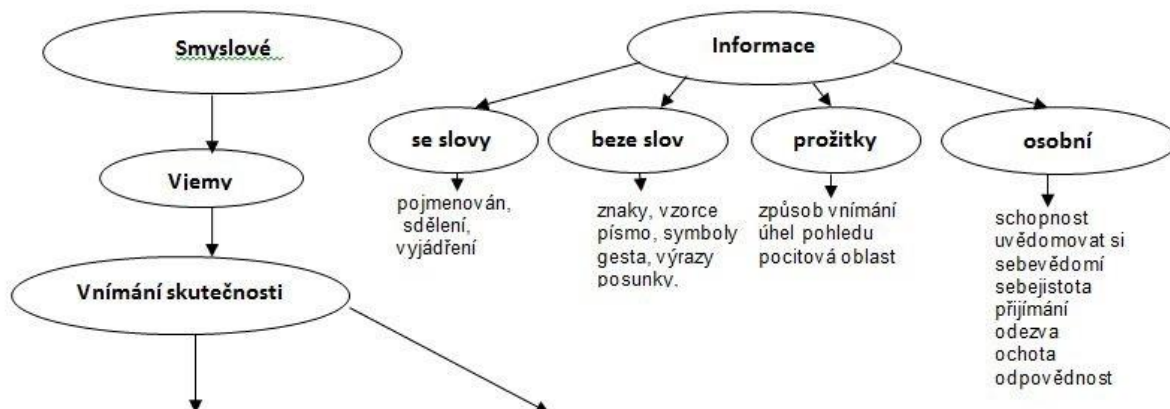 Smyslové
Vjemy
Vnímání skutečnosti
Informace
se slovy
beze slov
prožitky
osobní
pojmenován,
sdělení,
vyjádření
znaky, vzorce
písmo, symboly
gesta, výrazy
posunky.
způsob vnímání
úhel pohledu
pocitová oblast
schopnost
uvědomovat si
sebevědomí
sebejistota
přijímání
odezva
ochota
odpovědnost